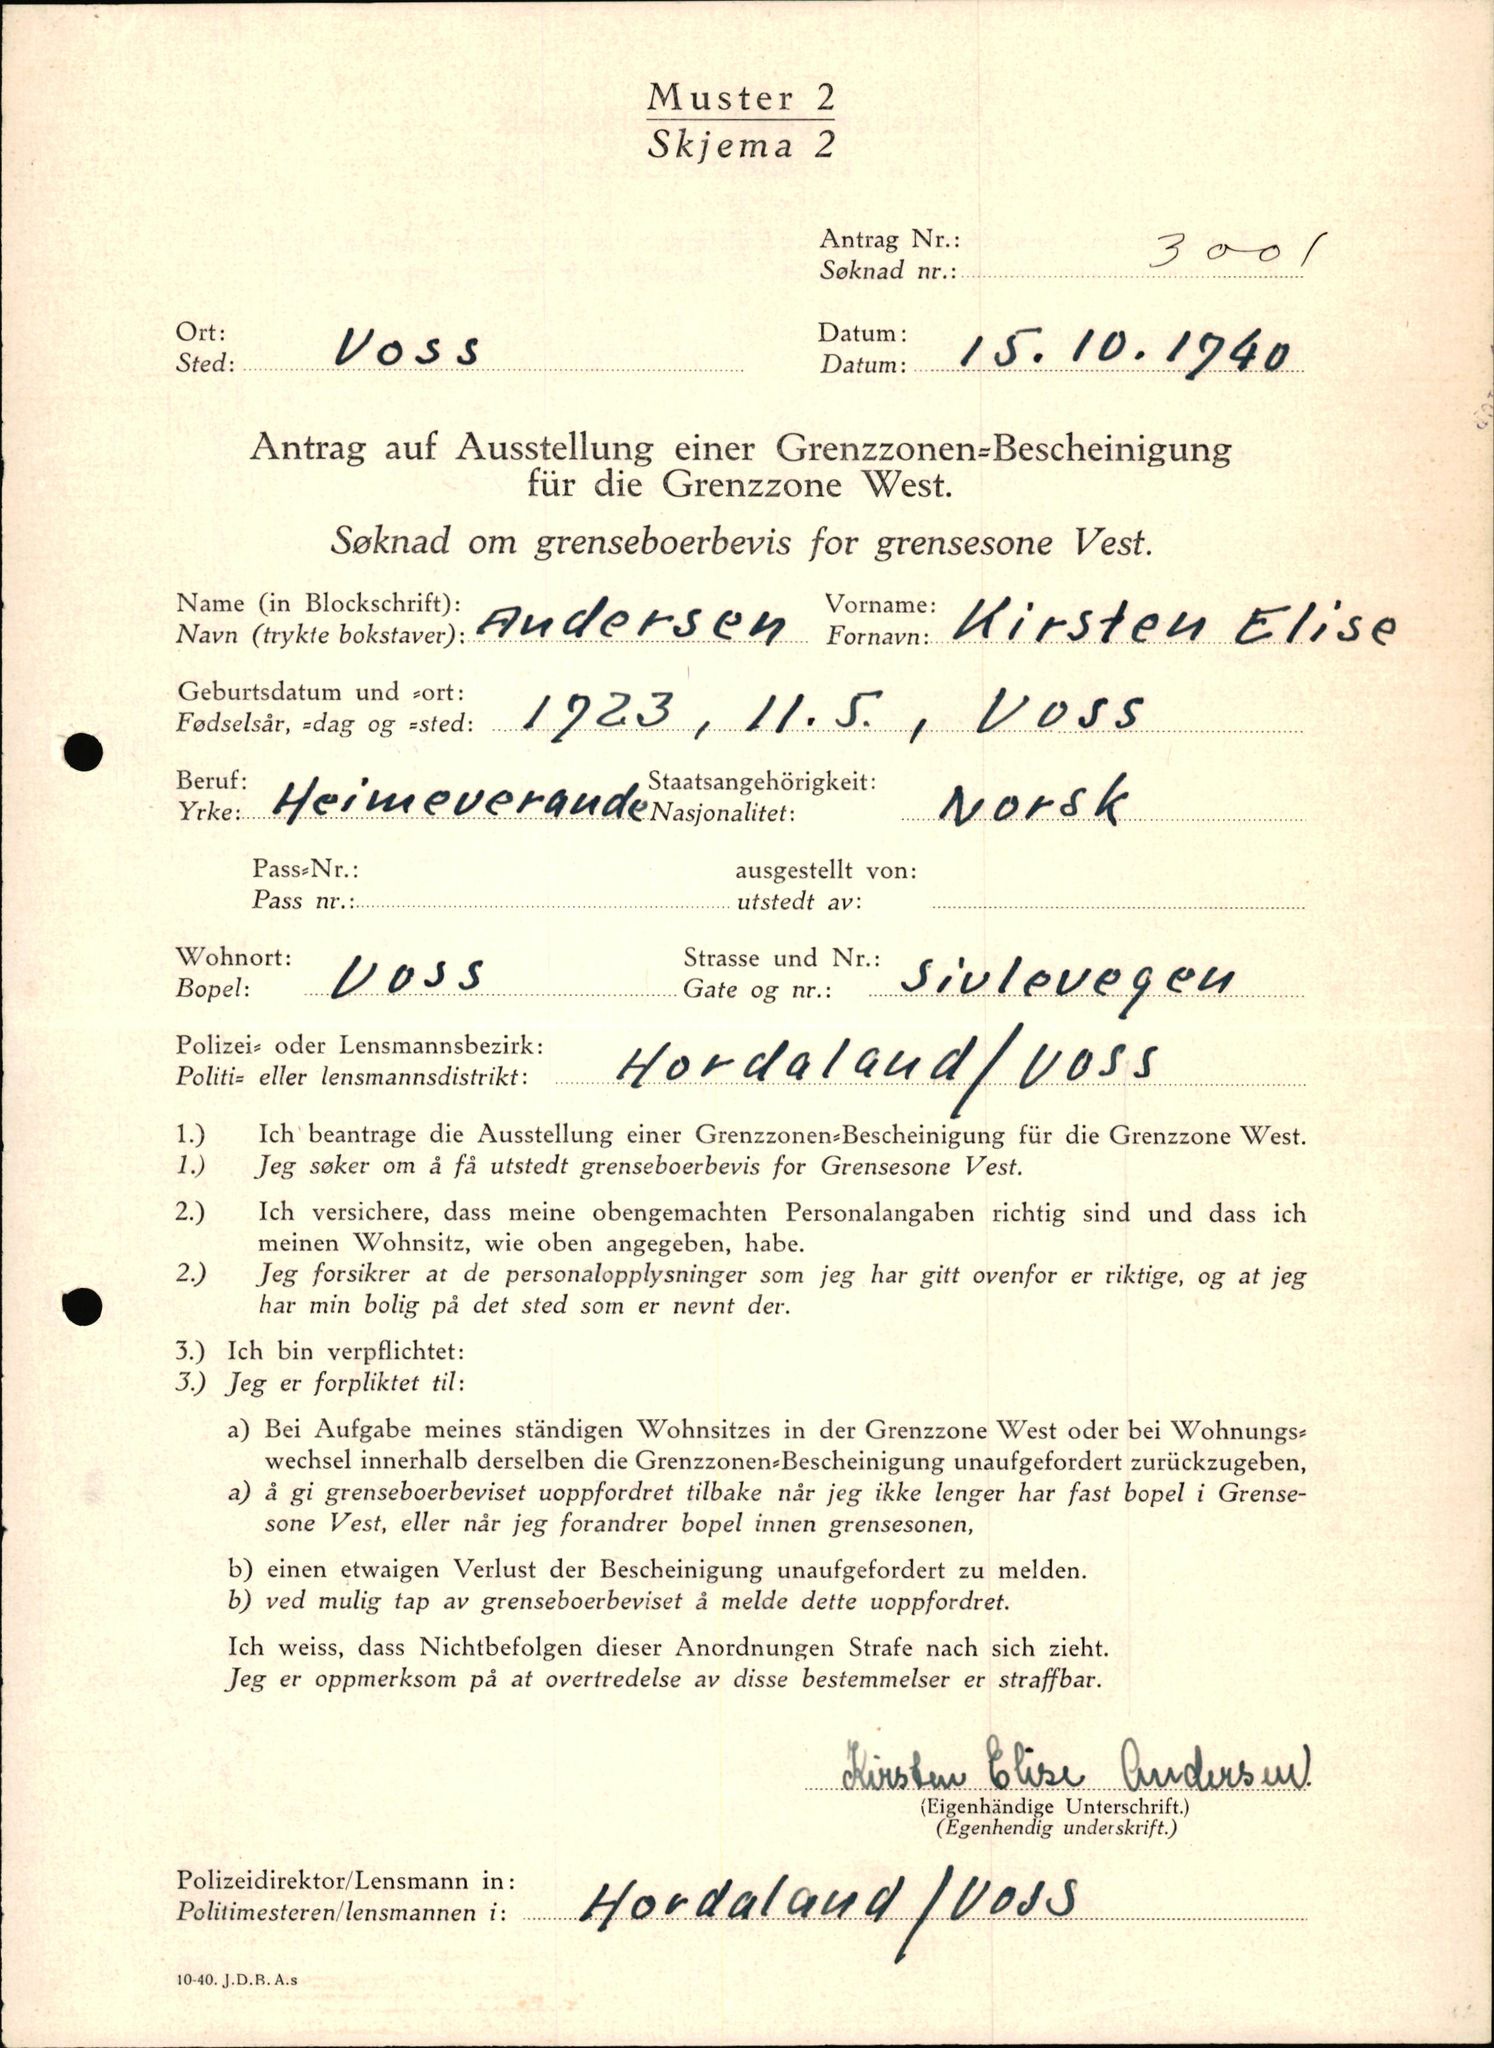 Muster 2
Skjema 2
Antrag Nr.:
Søknad nr.: 3001
Ort:
Sted: Voss
Datum:
Datum: 15.10.1940
Antrag auf Ausstellung einer Grenzzonen-Bescheinigung
für die Grenzzone West.
Søknad om grenseboerbevis for grensesone Vest.
Name (in Blockschrift):
Navn (trykte bokstaver): Andersen
Vorname:
Fornavn: Kirsten Elise
Geburtsdatum und -ort:
Fødselsår, -dag og -sted: 1923, 11.5., Voss
Beruf:
Yrke: Heimeverande
Staatsangehörigkeit:
Nasjonalitet: Norsk
Pass-Nr.:
Pass nr.:
ausgestellt von:
utstedt av:
Wohnort:
Bopel: Voss
Strasse und Nr.:
Gate og nr.: Sivlevegen
Polizei- oder Lensmannsbezirk:
Politi- eller lensmannsdistrikt: Hordaland/Voss
1.) Ich beantrage die Ausstellung einer Grenzzonen-Bescheinigung für die Grenzzone West.
1.) Jeg søker om å få utstedt grenseboerbevis for Grensesone Vest.
2.) Ich versichere, dass meine obengemachten Personalangaben richtig sind und dass ich
meinen Wohnsitz, wie oben angegeben, habe.
2.) Jeg forsikrer at de personalopplysninger som jeg har gitt ovenfor er riktige, og at jeg
har min bolig på det sted som er nevnt der.
3.) Ich bin verpflichtet:
3.) Jeg er forpliktet til:
a) Bei Aufgabe meines ständigen Wohnsitzes in der Grenzzone West oder bei Wohnungs-
wechsel innerhalb derselben die Grenzzonen-Bescheinigung unaufgefordert zurückzugeben,
a) å gi grenseboerbeviset uoppfordret tilbake når jeg ikke lenger har fast bopel i Grense-
sone Vest, eller når jeg forandrer bopel innen grensesonen,
b) einen etwaigen Verlust der Bescheinigung unaufgefordert zu melden.
b) ved mulig tap av grenseboerbeviset å melde dette uoppfordret.
Ich weiss, dass Nichtbefolgen dieser Anordnungen Strafe nach sich zieht.
Jeg er oppmerksom på at overtredelse av disse bestemmelser er straffbar.
Kirsten Elise Andersen.
(Eigenhändige Unterschrift.)
(Egenhendig underskrift.)
Polizeidirektor/Lensmann in:
Politimesteren/lensmannen i: Hordaland/Voss
10-40. J.D.B. A.s